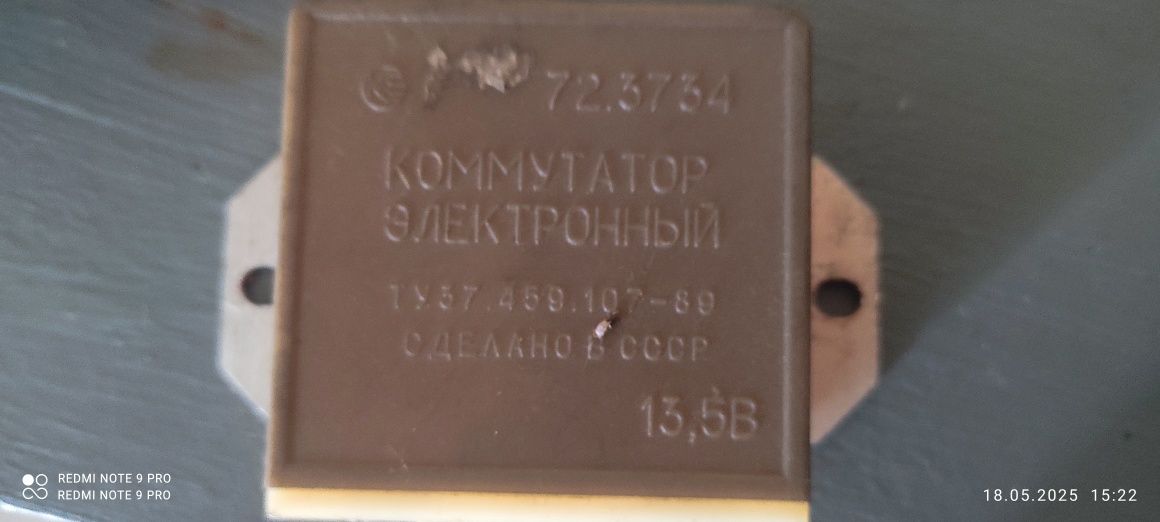 72.3734
КОММУТАТОР
ЭЛЕКТРОННЫЙ
ТУ37.459.107-89
СДЕЛАНО В СССР
13,5В
REDMI NOTE 9 PRO
REDMI NOTE 9 PRO
18.05.2025 15:22